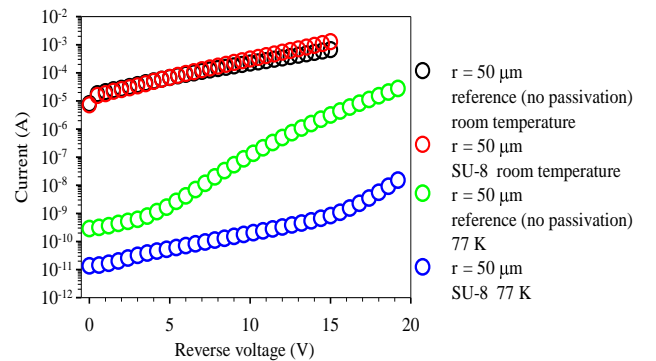 10-2
10-3
10-4
10-5
10-6
10-7
10-8
10-9
10-10
10-11
10-12
Current (A)
0 5 10 15 20
Reverse voltage (V)
r = 50 μm
reference (no passivation)
room temperature
r = 50 μm
SU-8 room temperature
r = 50 μm
reference (no passivation)
77 K
r = 50 μm
SU-8 77 K